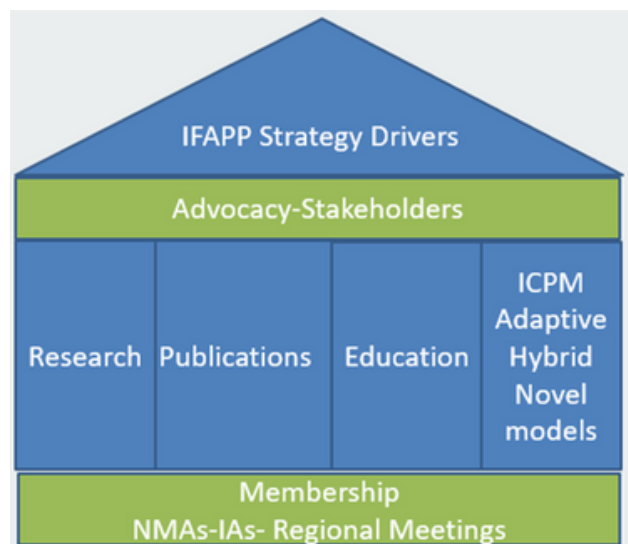 IFAPP Strategy Drivers
Advocacy-Stakeholders
Research
Publications
Education
ICPM
Adaptive
Hybrid
Novel
models
Membership
NMAs-IAs- Regional Meetings